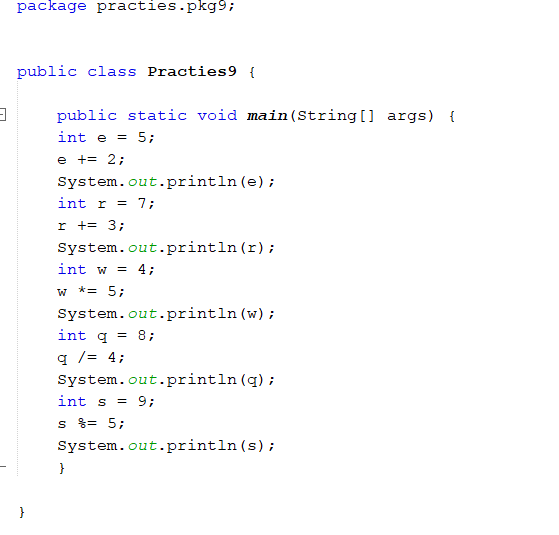 package practies.pkg9;
public class Practies9 {
public static void main(String[] args) {
int e = 5;
e += 2;
System.out.println(e);
int r = 7;
r += 3;
System.out.println(r);
int w = 4;
w *= 5;
System.out.println(w);
int q = 8;
q /= 4;
System.out.println(q);
int s = 9;
s %= 5;
System.out.println(s);
}
}